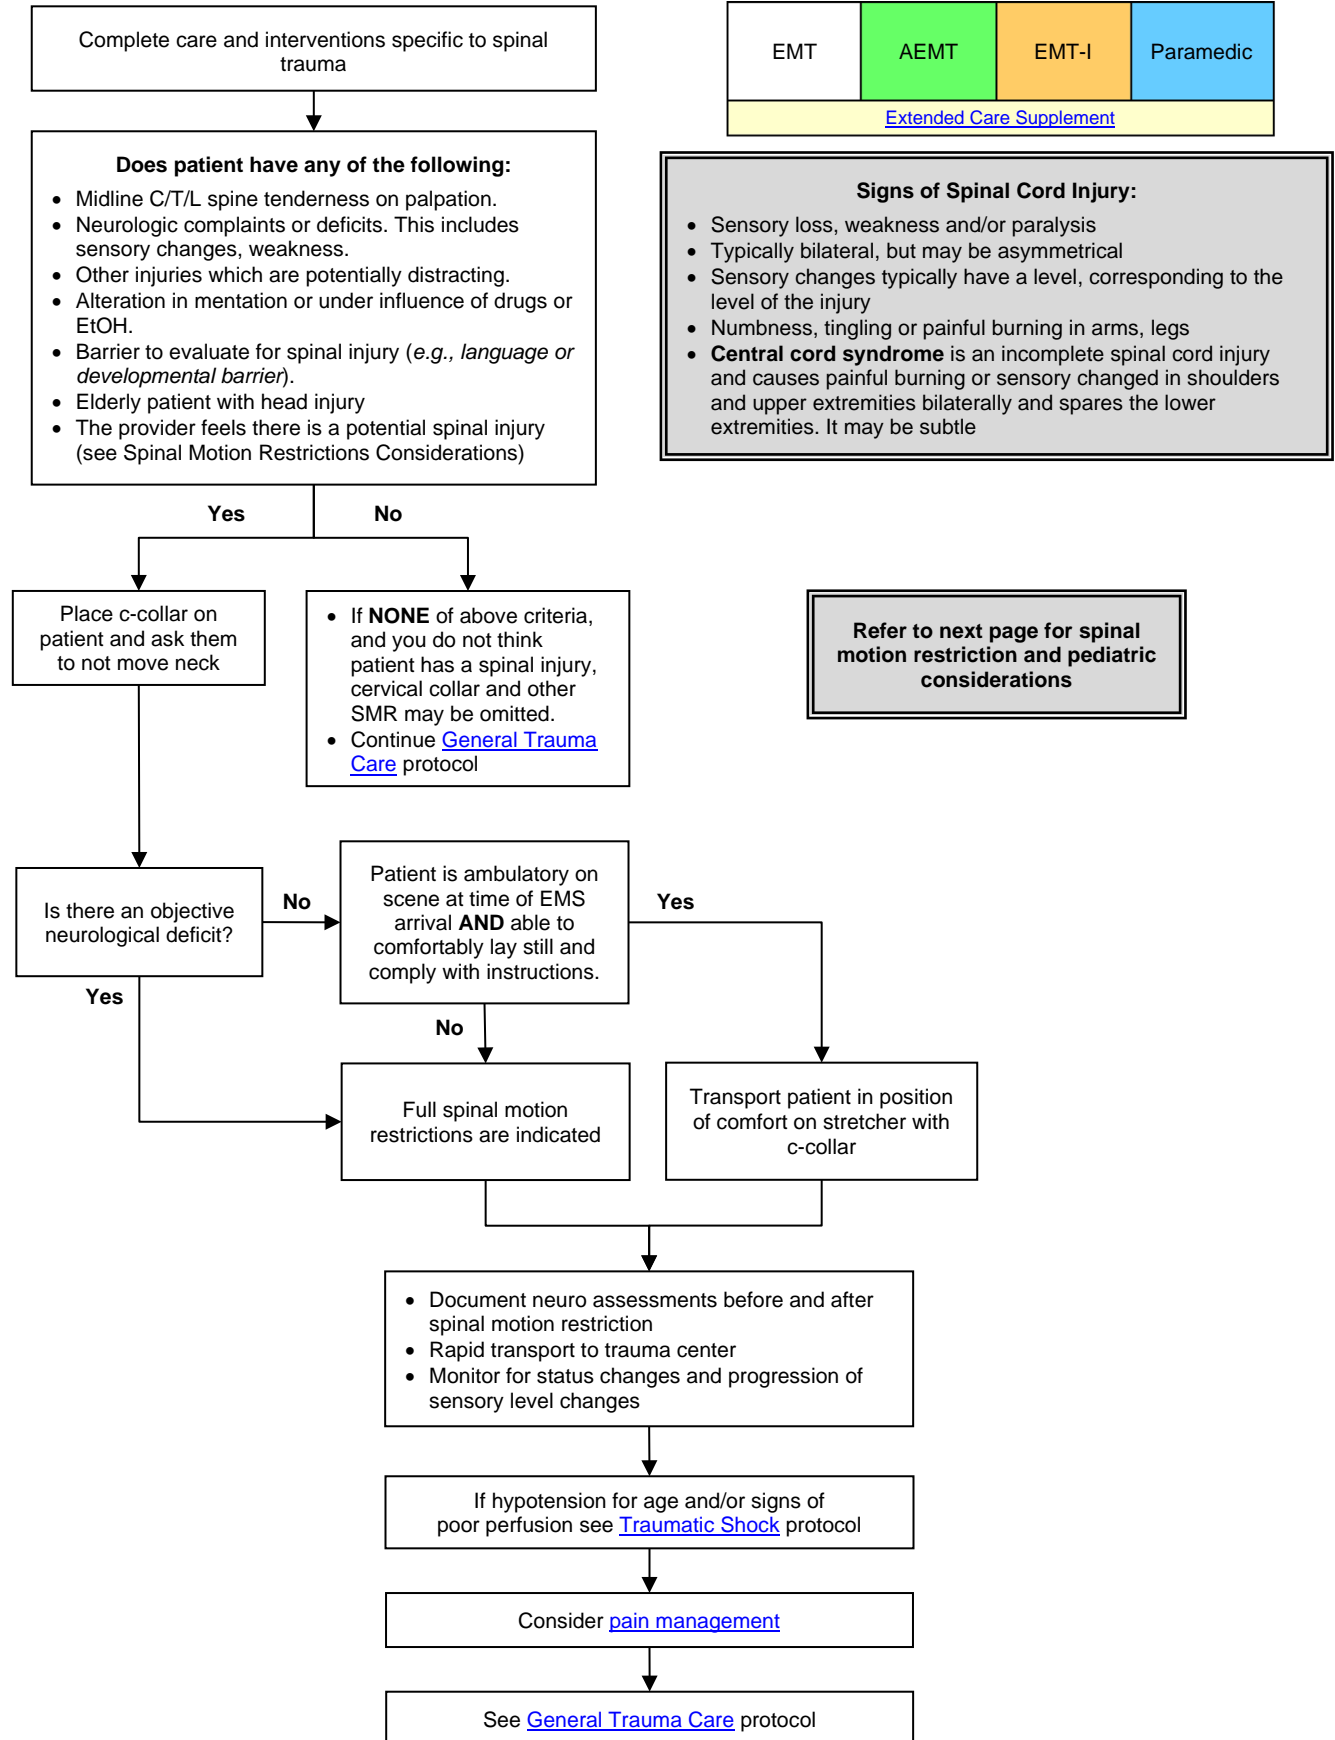 Complete care and interventions specific to spinal
trauma
EMT
AEMT
EMT-I
Paramedic
Extended Care Supplement
Does patient have any of the following:
• Midline C/T/L spine tenderness on palpation.
• Neurologic complaints or deficits. This includes
sensory changes, weakness.
• Other injuries which are potentially distracting.
• Alteration in mentation or under influence of drugs or
EtOH.
• Barrier to evaluate for spinal injury (e.g., language or
developmental barrier).
• Elderly patient with head injury
• The provider feels there is a potential spinal injury
(see Spinal Motion Restrictions Considerations)
Signs of Spinal Cord Injury:
• Sensory loss, weakness and/or paralysis
• Typically bilateral, but may be asymmetrical
• Sensory changes typically have a level, corresponding to the
level of the injury
• Numbness, tingling or painful burning in arms, legs
• Central cord syndrome is an incomplete spinal cord injury
and causes painful burning or sensory changed in shoulders
and upper extremities bilaterally and spares the lower
extremities. It may be subtle
Yes
No
Place c-collar on
patient and ask them
to not move neck
• If NONE of above criteria,
and you do not think
patient has a spinal injury,
cervical collar and other
SMR may be omitted.
• Continue General Trauma
Care protocol
Refer to next page for spinal
motion restriction and pediatric
considerations
Is there an objective
neurological deficit?
No
Patient is ambulatory on
scene at time of EMS
arrival AND able to
comfortably lay still and
comply with instructions.
Yes
Yes
No
Full spinal motion
restrictions are indicated
Transport patient in position
of comfort on stretcher with
c-collar
• Document neuro assessments before and after
spinal motion restriction
• Rapid transport to trauma center
• Monitor for status changes and progression of
sensory level changes
If hypotension for age and/or signs of
poor perfusion see Traumatic Shock protocol
Consider pain management
See General Trauma Care protocol